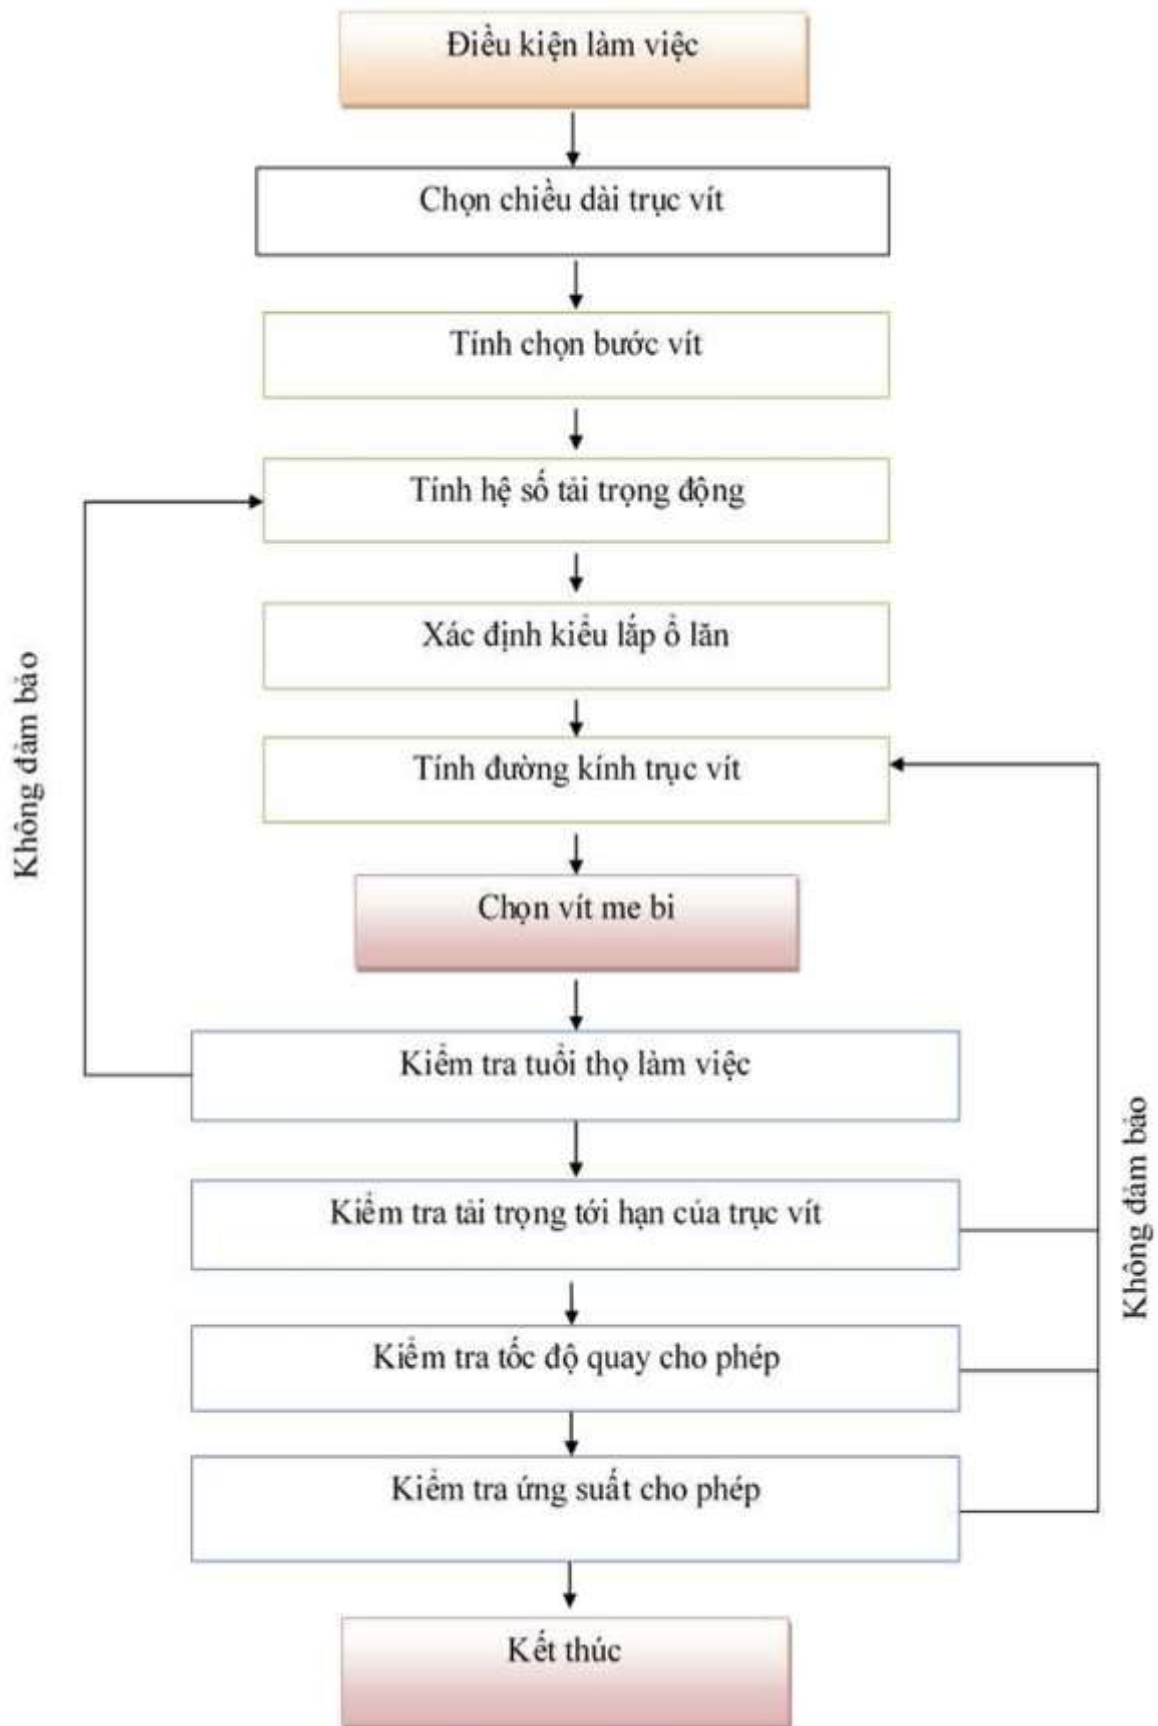 Điều kiện làm việc
Chọn chiều dài trục vít
Tính chọn bước vít
Tính hệ số tải trọng động
Xác định kiểu lắp ổ lăn
Tính đường kính trục vít
Chọn vít me bi
Kiểm tra tuổi thọ làm việc
Kiểm tra tải trọng tới hạn của trục vít
Kiểm tra tốc độ quay cho phép
Kiểm tra ứng suất cho phép
Kết thúc
Không đảm bảo
Không đảm bảo